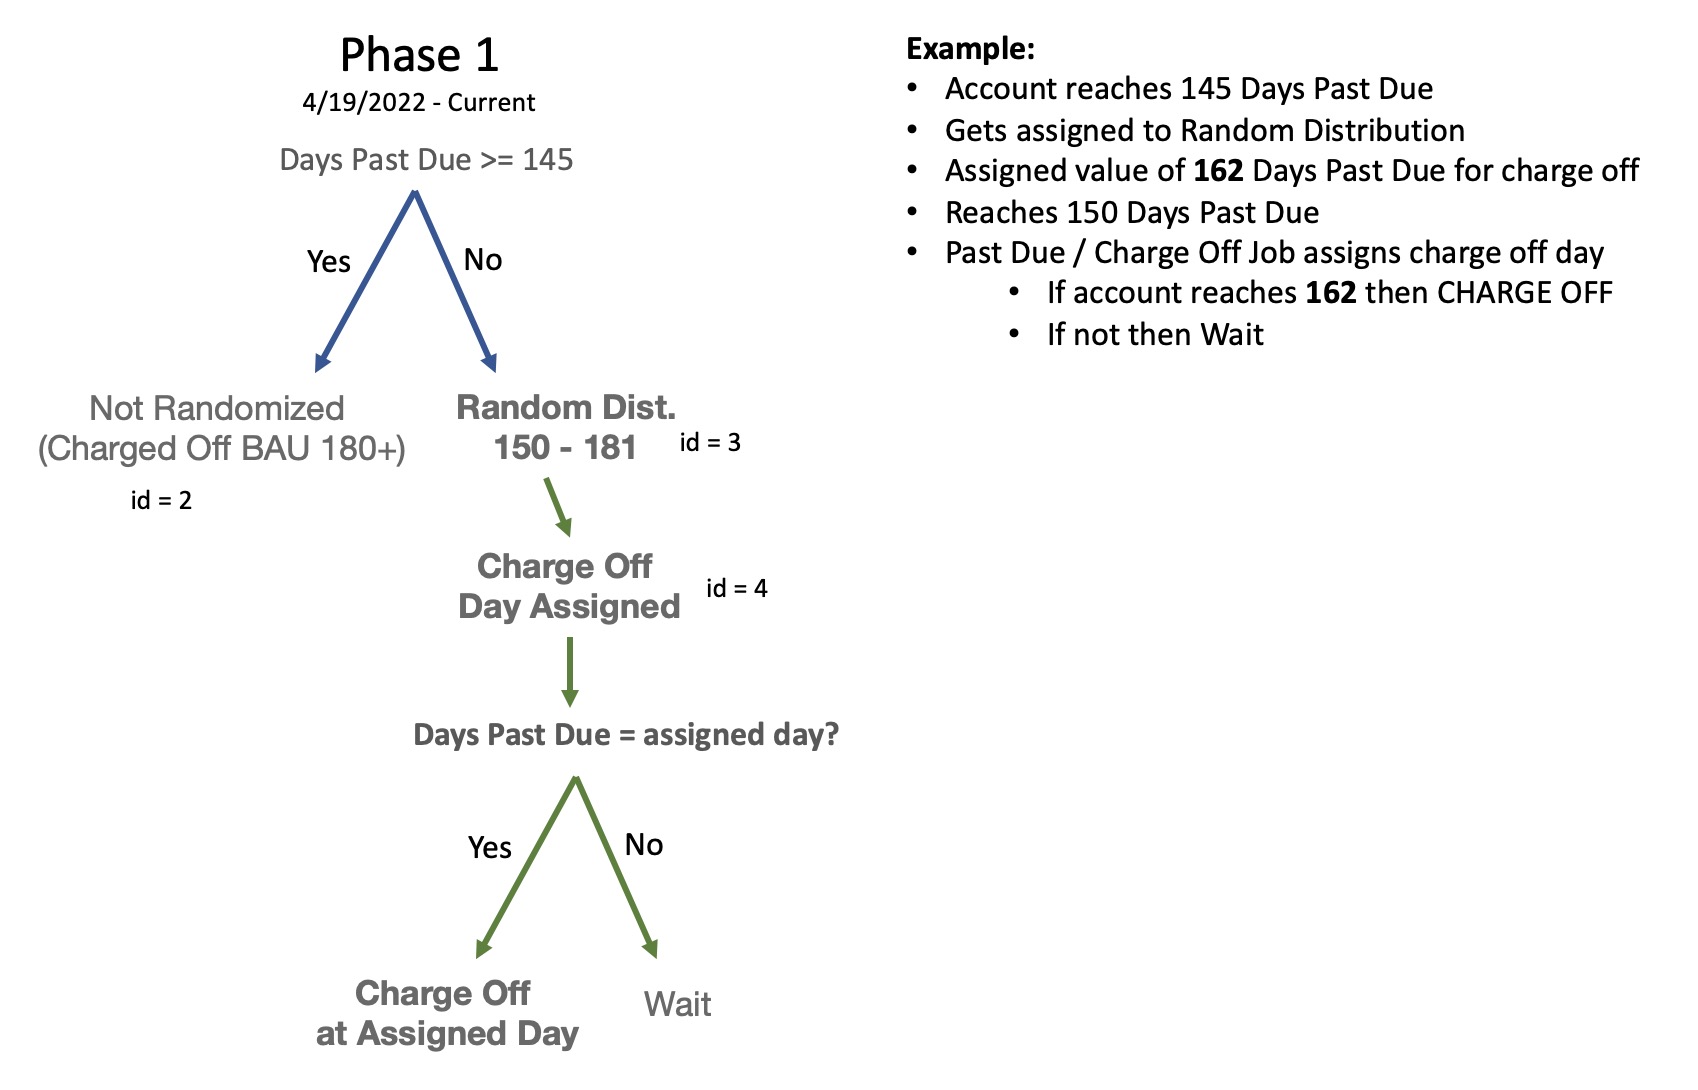 Phase 1
4/19/2022 - Current
Days Past Due >= 145
Yes
No
Not Randomized
(Charged Off BAU 180+)
id = 2
Random Dist.
150 - 181
id = 3
Charge Off
Day Assigned
id = 4
Days Past Due = assigned day?
Yes
No
Charge Off
at Assigned Day
Wait
Example:
• Account reaches 145 Days Past Due
• Gets assigned to Random Distribution
• Assigned value of 162 Days Past Due for charge off
• Reaches 150 Days Past Due
• Past Due / Charge Off Job assigns charge off day
• If account reaches 162 then CHARGE OFF
• If not then Wait